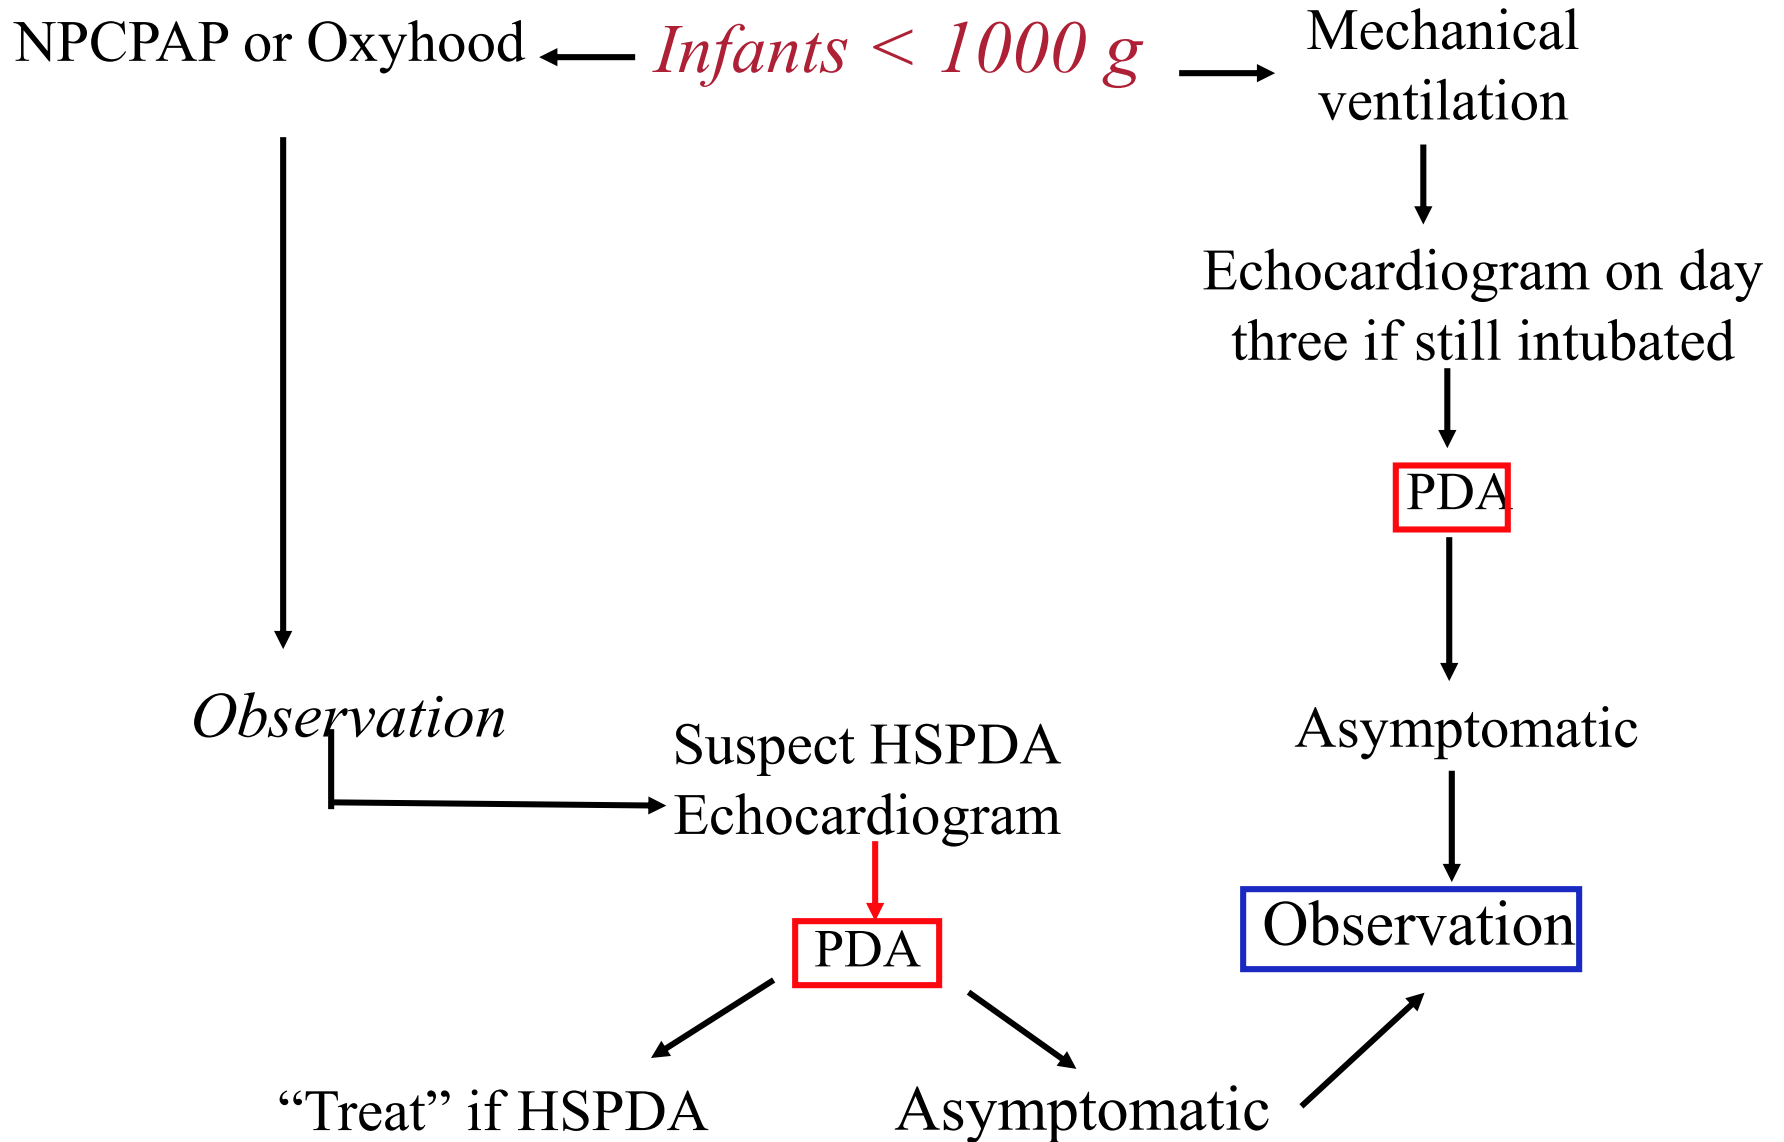 NPCPAP or Oxyhood
Infants < 1000 g
Mechanical
ventilation
Echocardiogram on day
three if still intubated
PDA
Asymptomatic
Observation
Observation
Suspect HSPDA
Echocardiogram
PDA
“Treat” if HSPDA
Asymptomatic